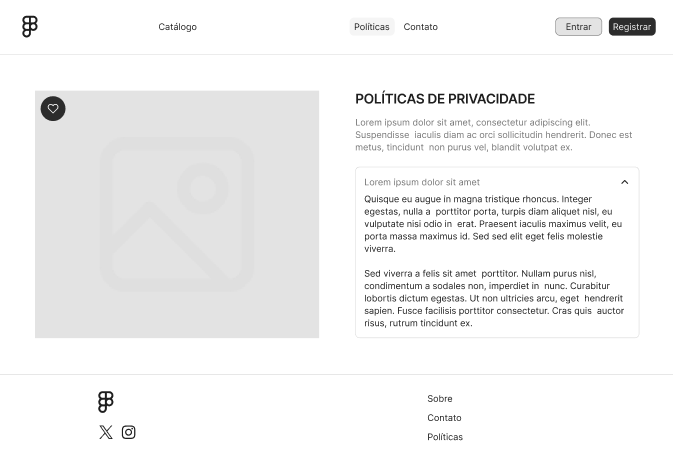 Catálogo
Políticas
Contato
Entrar
Registrar
POLÍTICAS DE PRIVACIDADE
Lorem ipsum dolor sit amet, consectetur adipiscing elit.
Suspendisse iaculis diam ac orci sollicitudin hendrerit. Donec est
metus, tincidunt non purus vel, blandit volutpat ex.
Lorem ipsum dolor sit amet
Quisque eu augue in magna tristique rhoncus. Integer
egestas, nulla a porttitor porta, turpis diam aliquet nisl, eu
vulputate nisi odio in erat. Praesent iaculis maximus velit, eu
porta massa maximus id. Sed sed elit eget felis molestie
viverra.
Sed viverra a felis sit amet porttitor. Nullam purus nisl,
condimentum a sodales non, imperdiet in nunc. Curabitur
lobortis dictum egestas. Ut non ultricies arcu, eget hendrerit
sapien. Fusce facilisis porttitor consectetur. Cras quis auctor
risus, rutrum tincidunt ex.
Sobre
Contato
Políticas